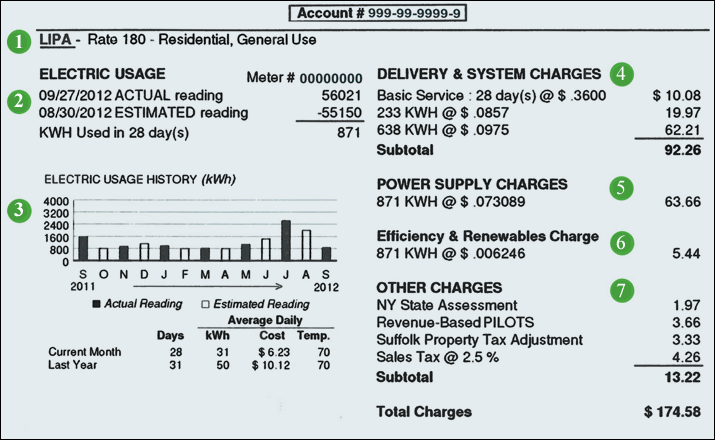 Account # 999-99-9999-9
1 LIPA - Rate 180 - Residential, General Use
ELECTRIC USAGE Meter # 00000000
2 09/27/2012 ACTUAL reading 56021
08/30/2012 ESTIMATED reading -55150
KWH Used in 28 day(s) 871
3 ELECTRIC USAGE HISTORY (kWh)
4000
3200
2400
1600
800
0
S O N D J F M A M J J A S
2011 2012
Actual Reading Estimated Reading
Average Daily
Days kWh Cost Temp.
Current Month 28 31 $ 6.23 70
Last Year 31 50 $ 10.12 70
DELIVERY & SYSTEM CHARGES 4
Basic Service : 28 day(s) @ $ .3600 $ 10.08
233 KWH @ $ .0857 19.97
638 KWH @ $ .0975 62.21
Subtotal 92.26
POWER SUPPLY CHARGES 5
871 KWH @ $ .073089 63.66
Efficiency & Renewables Charge 6
871 KWH @ $ .006246 5.44
OTHER CHARGES 7
NY State Assessment 1.97
Revenue-Based PILOTS 3.66
Suffolk Property Tax Adjustment 3.33
Sales Tax @ 2.5 % 4.26
Subtotal 13.22
Total Charges $ 174.58